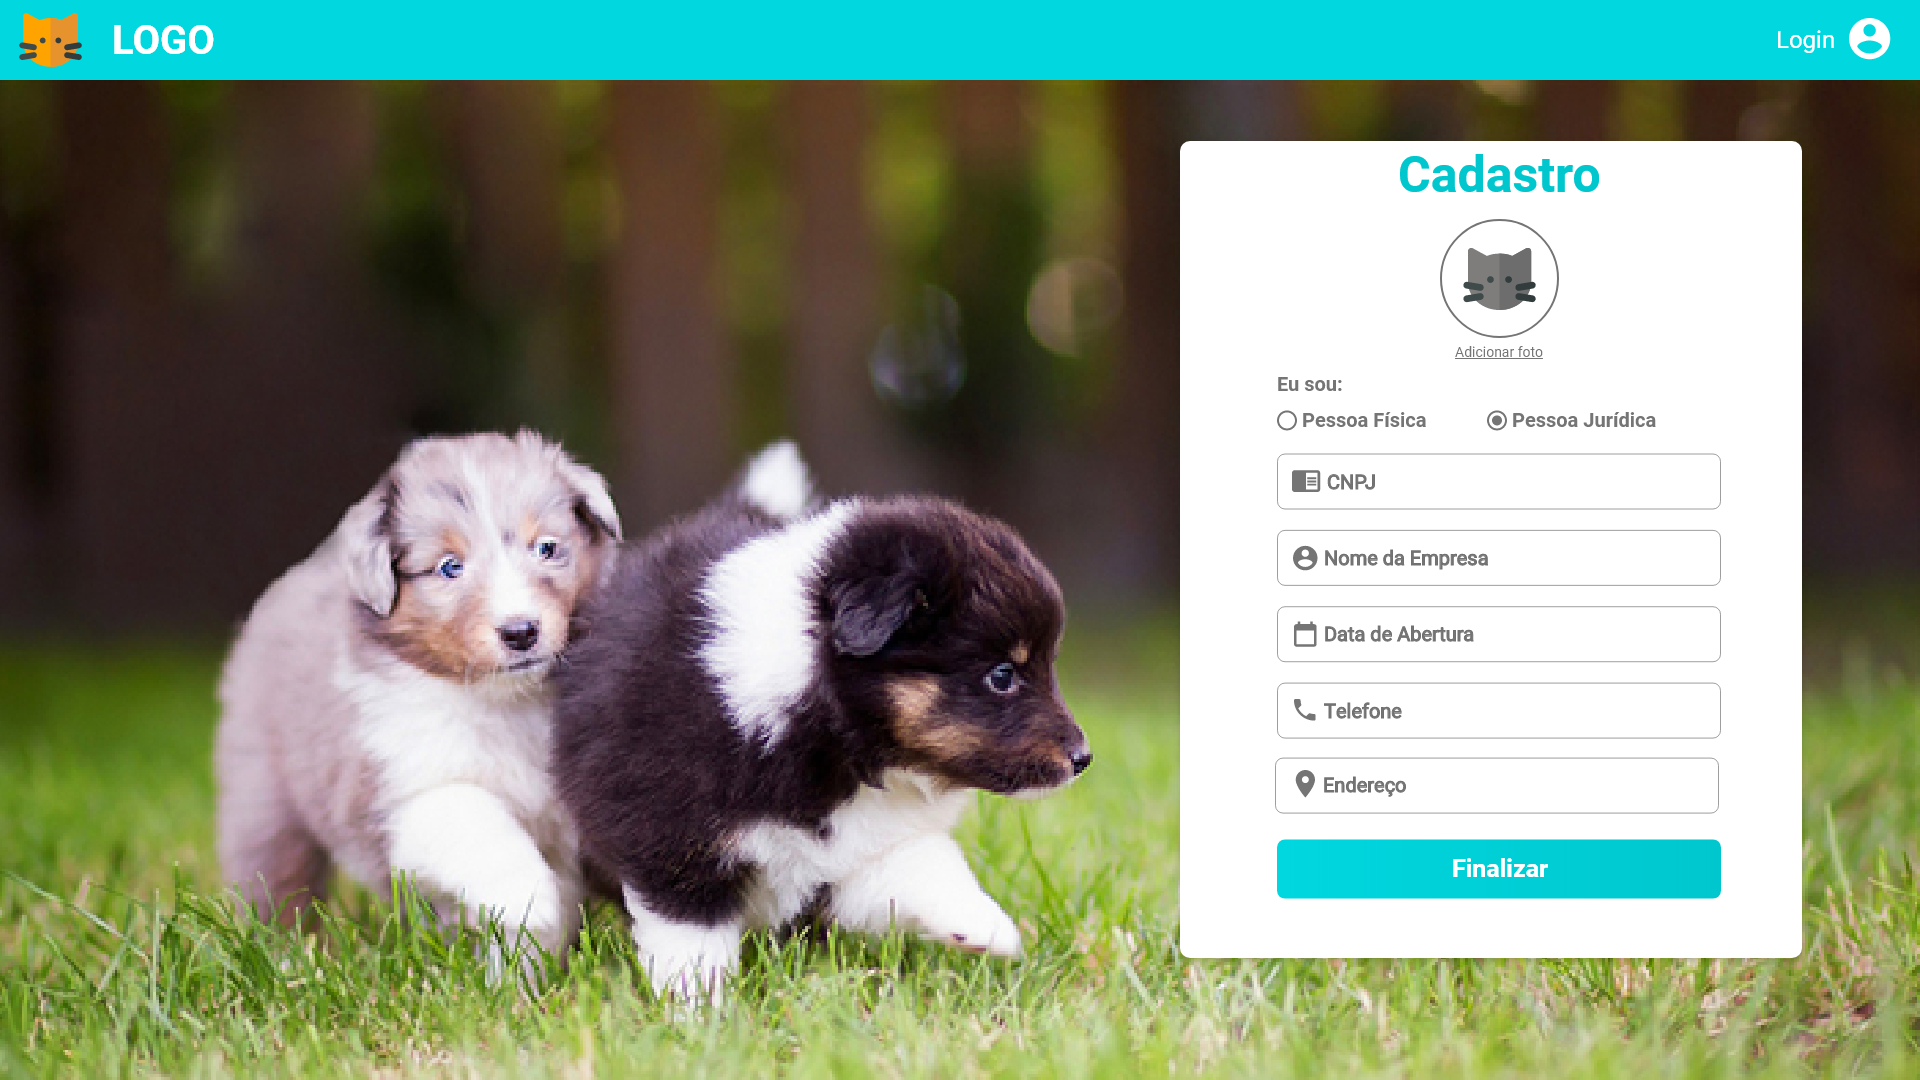 LOGO
Login
Cadastro
Adicionar foto
Eu sou:
Pessoa Física
Pessoa Jurídica
CNPJ
Nome da Empresa
Data de Abertura
Telefone
Endereço
Finalizar